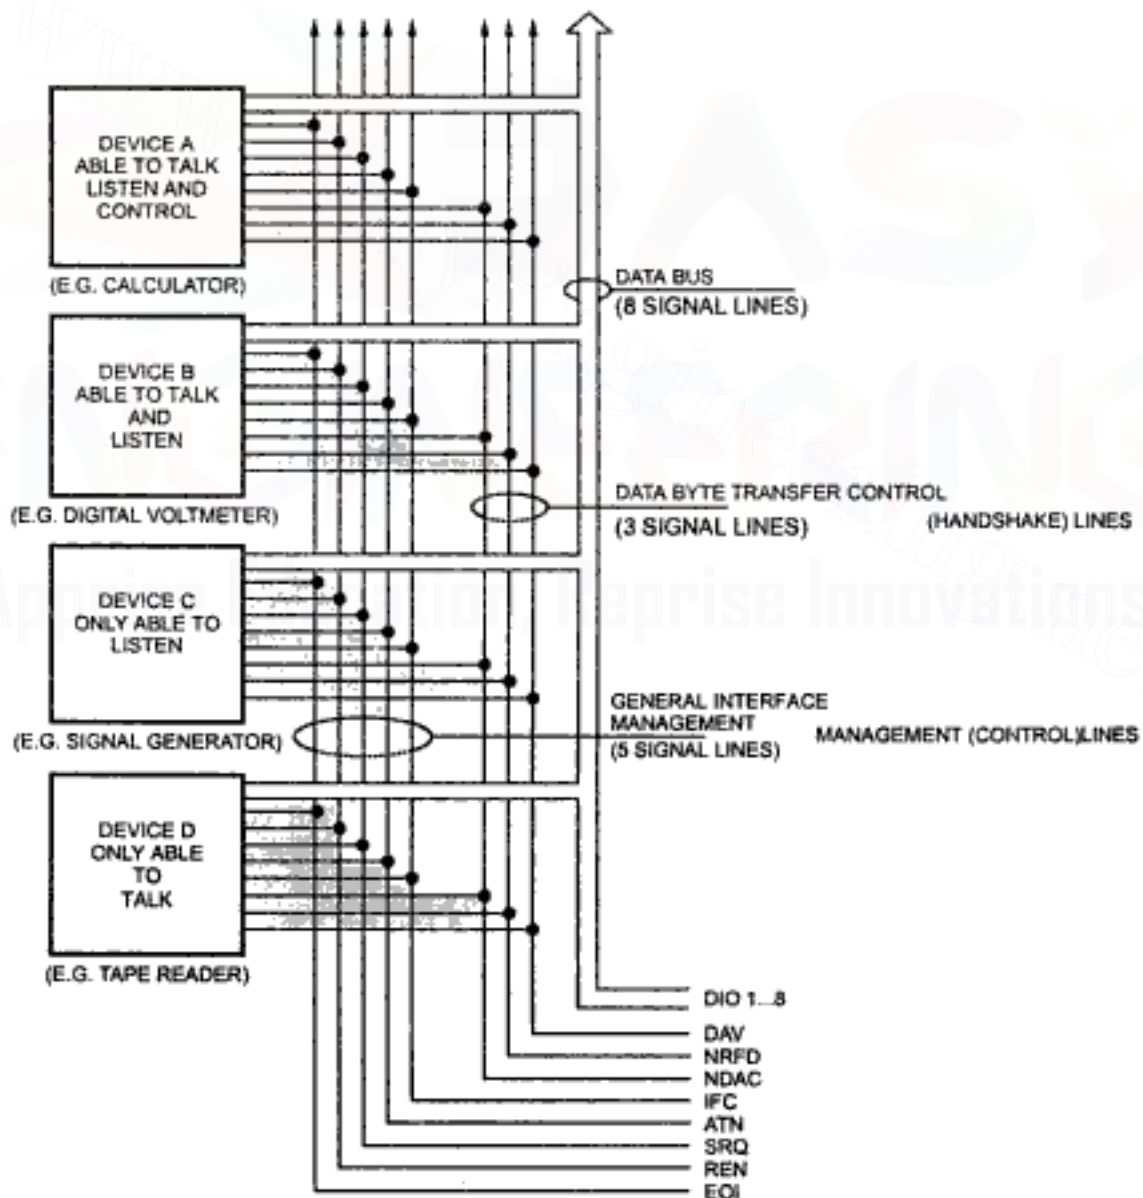 DEVICE A
ABLE TO TALK
LISTEN AND
CONTROL
(E.G. CALCULATOR)
DATA BUS
(8 SIGNAL LINES)
DEVICE B
ABLE TO TALK
AND
LISTEN
(E.G. DIGITAL VOLTMETER)
DATA BYTE TRANSFER CONTROL
(3 SIGNAL LINES)
(HANDSHAKE) LINES
DEVICE C
ONLY ABLE TO
LISTEN
(E.G. SIGNAL GENERATOR)
GENERAL INTERFACE
MANAGEMENT
(5 SIGNAL LINES)
MANAGEMENT (CONTROL)LINES
DEVICE D
ONLY ABLE
TO
TALK
(E.G. TAPE READER)
DIO 1...8
DAV
NRFD
NDAC
IFC
ATN
SRQ
REN
EOI
Reprise Innovations